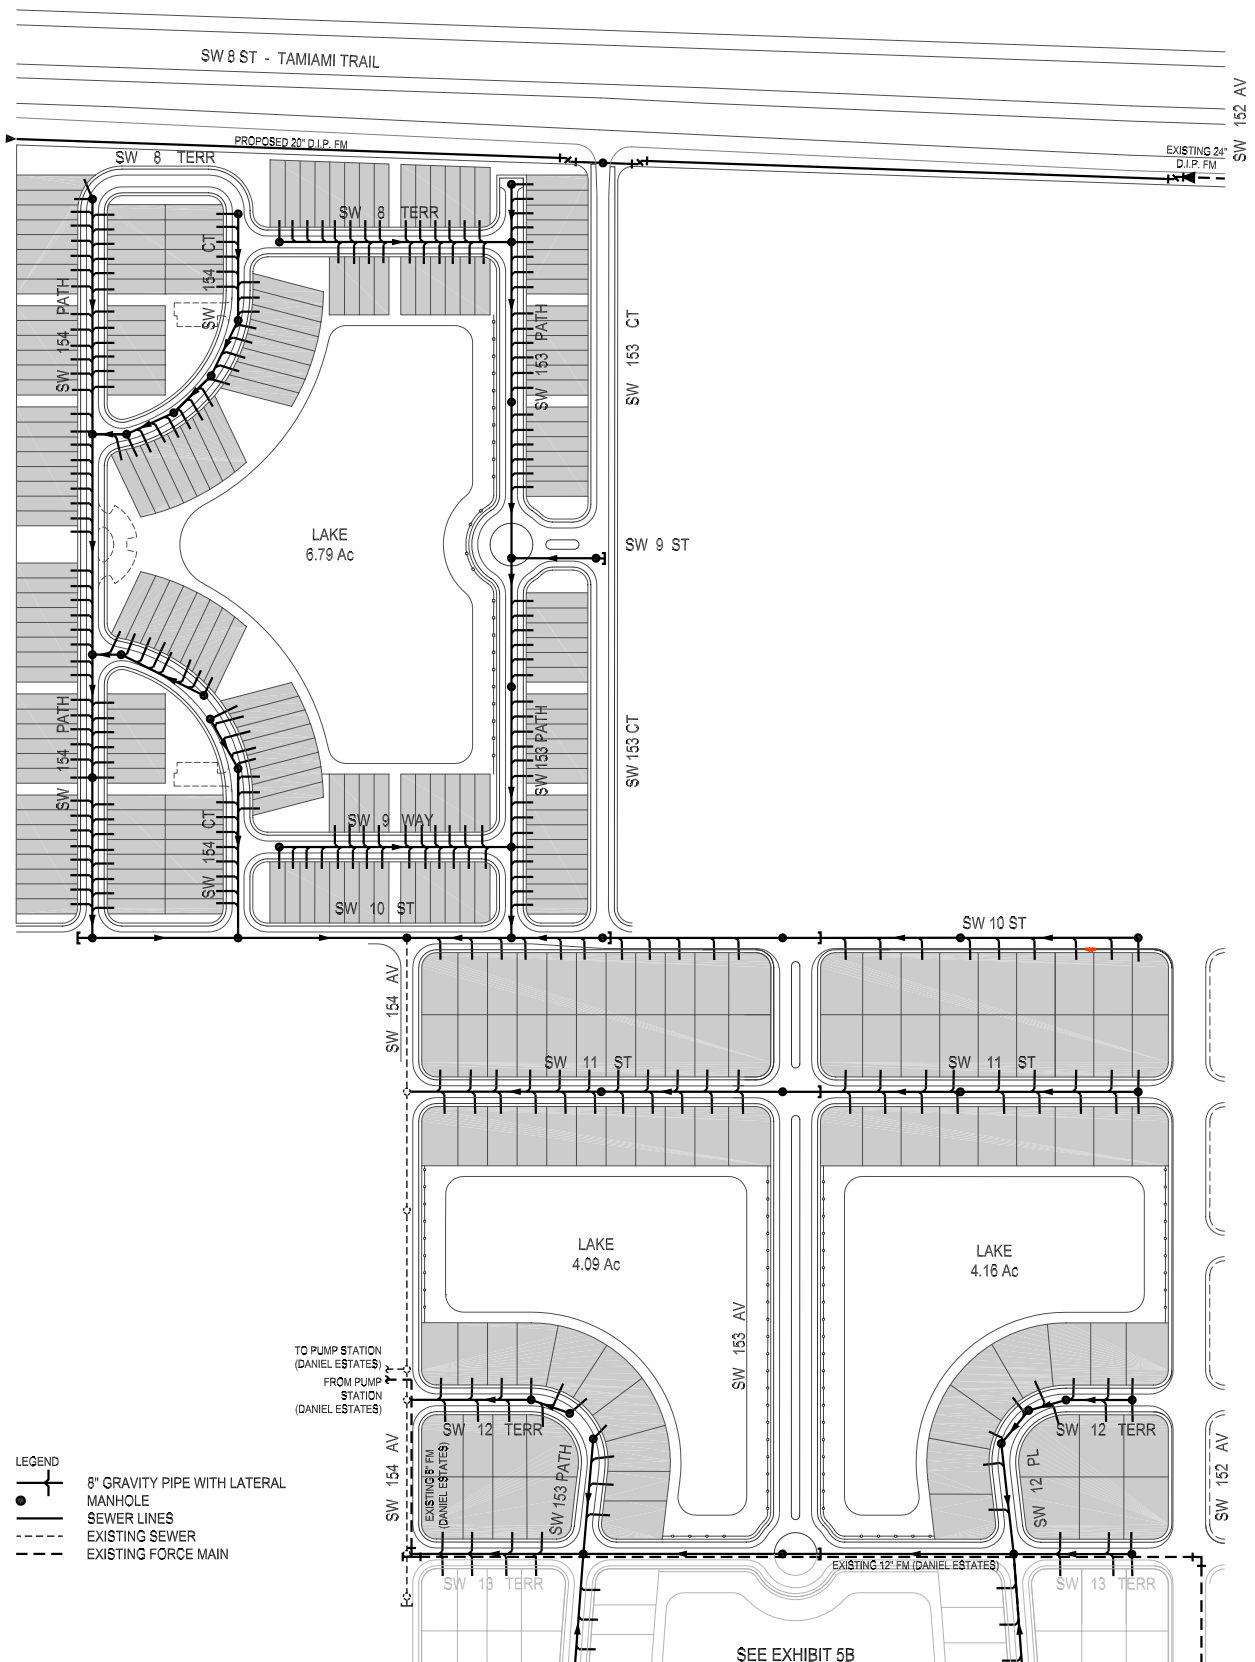 SW 8 ST - TAMIAMI TRAIL
SW 152 AV
PROPOSED 20" D.I.P. FM
EXISTING 24"
D.I.P. FM
SW 8 TERR
SW 8 TERR
SW 154 CT
SW 154 PATH
SW 153 PATH
SW 153 CT
LAKE
6.79 Ac
SW 9 ST
SW 154 PATH
SW 153 PATH
SW 153 CT
SW 154 CT
SW 9 WAY
SW 10 ST
SW 10 ST
SW 154 AV
SW 11 ST
SW 11 ST
LAKE
4.09 Ac
LAKE
4.16 Ac
SW 153 AV
TO PUMP STATION
(DANIEL ESTATES)
FROM PUMP
STATION
(DANIEL ESTATES)
SW 12 TERR
SW 12 TERR
SW 154 AV
EXISTING 8" FM
(DANIEL ESTATES)
SW 153 PATH
SW 12 PL
SW 152 AV
LEGEND
8" GRAVITY PIPE WITH LATERAL
MANHOLE
SEWER LINES
EXISTING SEWER
EXISTING FORCE MAIN
EXISTING 12" FM (DANIEL ESTATES)
SW 13 TERR
SW 13 TERR
SEE EXHIBIT 5B